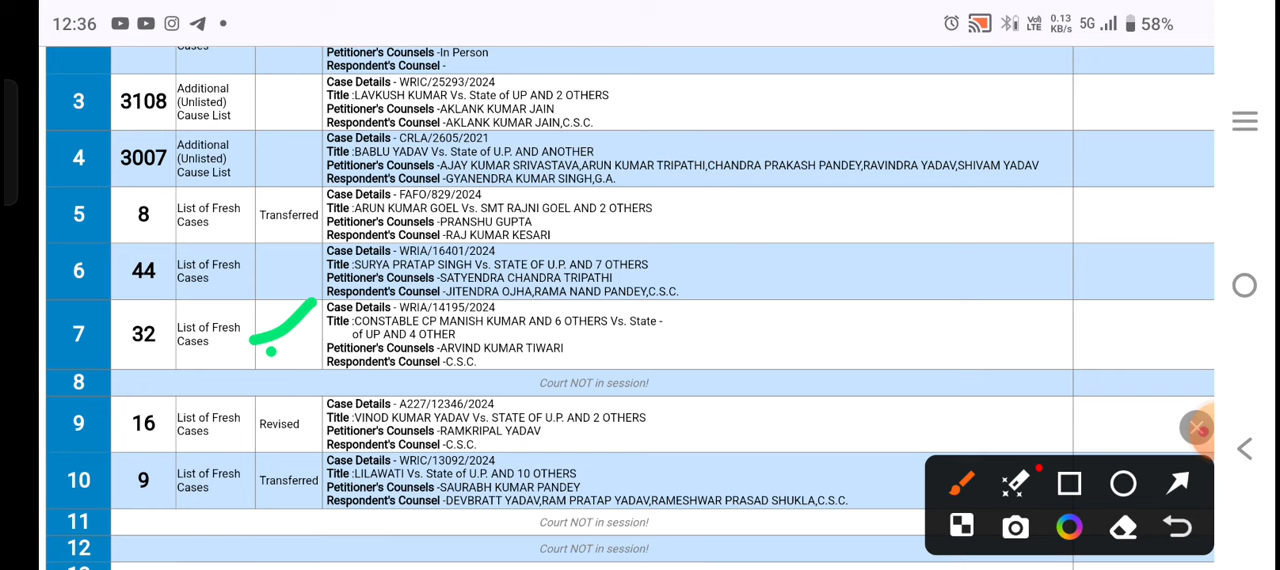 12:36
Vo))
LTE
0.13
KB/s
5G
58%
Petitioner's Counsels -In Person
Respondent's Counsel -
3
3108
Additional
(Unlisted)
Cause List
Case Details - WRIC/25293/2024
Title :LAVKUSH KUMAR Vs. State of UP AND 2 OTHERS
Petitioner's Counsels -AKLANK KUMAR JAIN
Respondent's Counsel -AKLANK KUMAR JAIN,C.S.C.
4
3007
Additional
(Unlisted)
Cause List
Case Details - CRLA/2605/2021
Title :BABLU YADAV Vs. State of U.P. AND ANOTHER
Petitioner's Counsels -AJAY KUMAR SRIVASTAVA,ARUN KUMAR TRIPATHI,CHANDRA PRAKASH PANDEY,RAVINDRA YADAV,SHIVAM YADAV
Respondent's Counsel -GYANENDRA KUMAR SINGH,G.A.
5
8
List of Fresh
Cases
Transferred
Case Details - FAFO/829/2024
Title :ARUN KUMAR GOEL Vs. SMT RAJNI GOEL AND 2 OTHERS
Petitioner's Counsels -PRANSHU GUPTA
Respondent's Counsel -RAJ KUMAR KESARI
6
44
List of Fresh
Cases
Case Details - WRIA/16401/2024
Title :SURYA PRATAP SINGH Vs. STATE OF U.P. AND 7 OTHERS
Petitioner's Counsels -SATYENDRA CHANDRA TRIPATHI
Respondent's Counsel -JITENDRA OJHA,RAMA NAND PANDEY,C.S.C.
7
32
List of Fresh
Cases
Case Details - WRIA/14195/2024
Title :CONSTABLE CP MANISH KUMAR AND 6 OTHERS Vs. State -
of UP AND 4 OTHER
Petitioner's Counsels -ARVIND KUMAR TIWARI
Respondent's Counsel -C.S.C.
8
Court NOT in session!
9
16
List of Fresh
Cases
Revised
Case Details - A227/12346/2024
Title :VINOD KUMAR YADAV Vs. STATE OF U.P. AND 2 OTHERS
Petitioner's Counsels -RAMKRIPAL YADAV
Respondent's Counsel -C.S.C.
10
9
List of Fresh
Cases
Transferred
Case Details - WRIC/13092/2024
Title :LILAWATI Vs. State of U.P. AND 10 OTHERS
Petitioner's Counsels -SAURABH KUMAR PANDEY
Respondent's Counsel -DEVBRATT YADAV,RAM PRATAP YADAV,RAMESHWAR PRASAD SHUKLA,C.S.C.
11
Court NOT in session!
12
Court NOT in session!